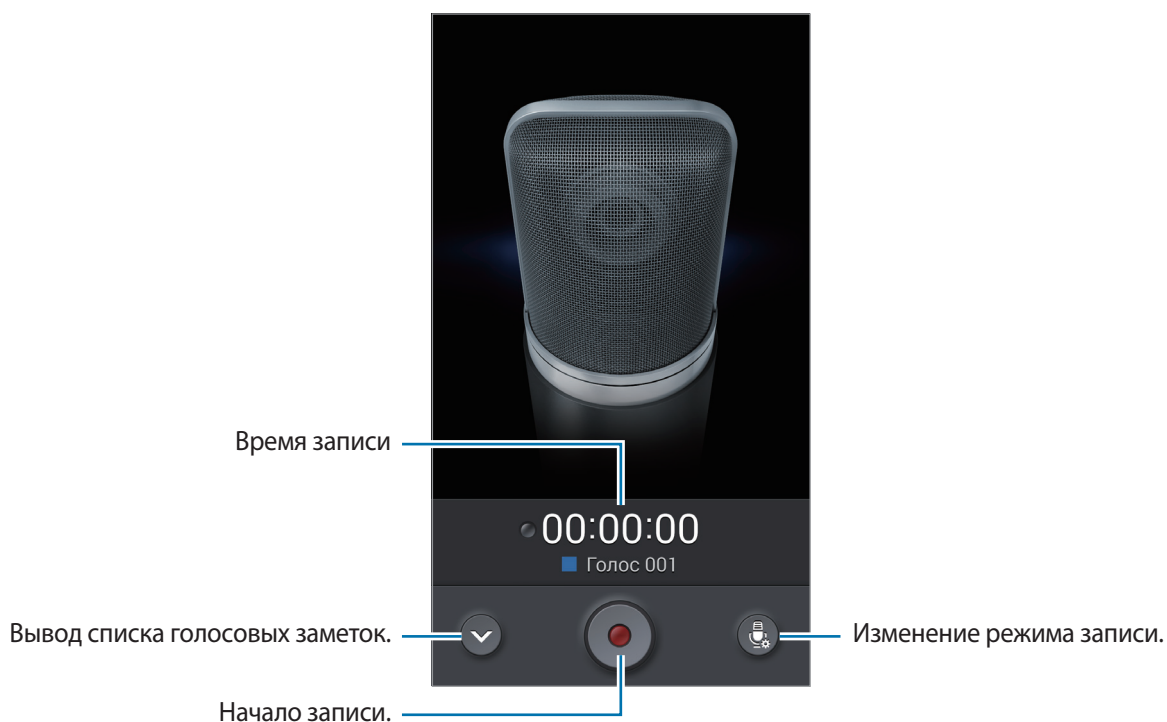 Время записи
00:00:00
Голос 001
Вывод списка голосовых заметок.
Изменение режима записи.
Начало записи.